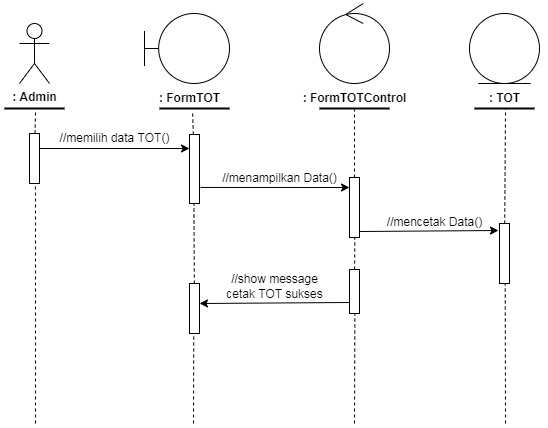 : Admin
: FormTOT
: FormTOTControl
: TOT
//memilih data TOT()
//menampilkan Data()
//mencetak Data()
//show message
cetak TOT sukses